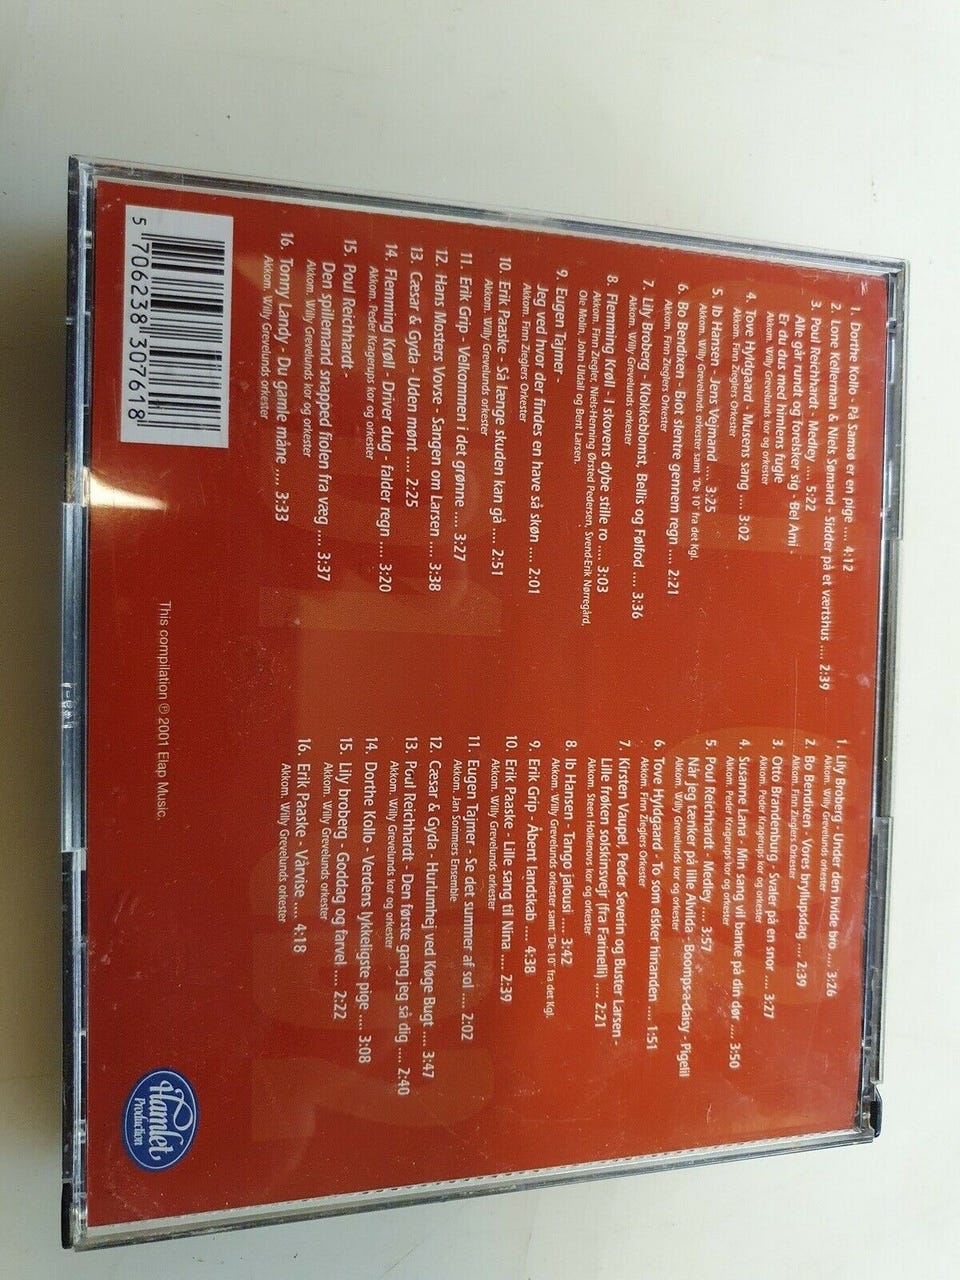 1. Dorthe Kollo - På Samsø er en pige .... 4:12
2. Lone Kellerman & Niels Sømand - Sidder på et værtshus .... 2:39
3. Poul Reichhardt - Medley .... 5:22
Alle går rundt og forelsker sig - Bel Ami -
Er du dus med himlens fugle
Akkom. Willy Grevelunds kor og orkester
4. Tove Hyldgaard - Musens sang .... 3:02
Akkom. Finn Zieglers Orkester
5. Ib Hansen - Jens Vejmand .... 3:25
Akkom. Willy Grevelunds orkester samt "De 10" fra det Kgl.
6. Bo Bendixen - Blot slentre gennem regn .... 2:21
Akkom. Finn Zieglers Orkester
7. Lily Broberg - Klokkeblomst, Bellis og Følfod .... 3:36
Akkom. Willy Grevelunds orkester
8. Flemming Krøll - I skovens dybe stille ro .... 3:03
Akkom. Finn Ziegler, Niels-Henning Ørsted Pedersen, Svend-Erik Nørregård,
Ole Molin, John Uldall og Bent Larsen.
9. Eugen Tajmer -
Jeg ved hvor der findes en have så skøn .... 2:01
Akkom. Finn Zieglers Orkester
10. Erik Paaske - Så længe skuden kan gå .... 2:51
Akkom. Willy Grevelunds orkester
11. Erik Grip - Velkommen i det grønne .... 3:27
12. Hans Mosters Vovse - Sangen om Larsen .... 3:38
13. Cæsar & Gyda - Uden mønt .... 2:25
14. Flemming Krøll - Driver dug - falder regn .... 3:20
Akkom. Peder Kragerups kor og orkester
15. Poul Reichhardt -
Den spillemand snapped fiolen fra væg .... 3:37
Akkom. Willy Grevelunds kor og orkester
16. Tonny Landy - Du gamle måne .... 3:33
Akkom. Willy Grevelunds orkester
5 706238 307618
1. Lily Broberg - Under den hvide bro .... 3:26
Akkom. Willy Grevelunds orkester
2. Bo Bendixen - Vores bryllupsdag .... 2:39
Akkom. Finn Zieglers Orkester
3. Otto Brandenburg - Svaler på en snor .... 3:27
Akkom. Peder Kragerups kor og orkester
4. Susanne Lana - Min sang vil banke på din dør .... 3:50
Akkom. Peder Kragerups kor og orkester
5. Poul Reichhardt - Medley .... 3:57
Når jeg tænker på lille Alvilda - Boomps-a-daisy - Pigelil
Akkom. Willy Grevelunds kor og orkester
6. Tove Hyldgaard - To som elsker hinanden .... 1:51
Akkom. Finn Zieglers Orkester
7. Kirsten Vaupel, Peder Severin og Buster Larsen -
Lille frøken solskinsvejr (fra Farinelli) .... 2:21
Akkom. Steen Holkenovs kor og orkester
8. Ib Hansen - Tango jalousi .... 3:42
Akkom. Willy Grevelunds orkester samt "De 10" fra det Kgl.
9. Erik Grip - Åbent landskab .... 4:38
10. Erik Paaske - Lille sang til Nina .... 2:39
Akkom. Willy Grevelunds orkester
11. Eugen Tajmer - Se det summer af sol .... 2:02
Akkom. Jan Sommers Ensemble
12. Cæsar & Gyda - Hurlumhej ved Køge Bugt .... 3:47
13. Poul Reichhardt - Den første gang jeg så dig .... 2:40
Akkom. Willy Grevelunds kor og orkester
14. Dorthe Kollo - Verdens lykkeligste pige .... 3:08
15. Lily broberg - Goddag og farvel .... 2:22
Akkom. Willy Grevelunds orkester
16. Erik Paaske - Vårvise .... 4:18
Akkom. Willy Grevelunds orkester
This compilation ℗ 2001 Elap Music.
Hamlet
Production